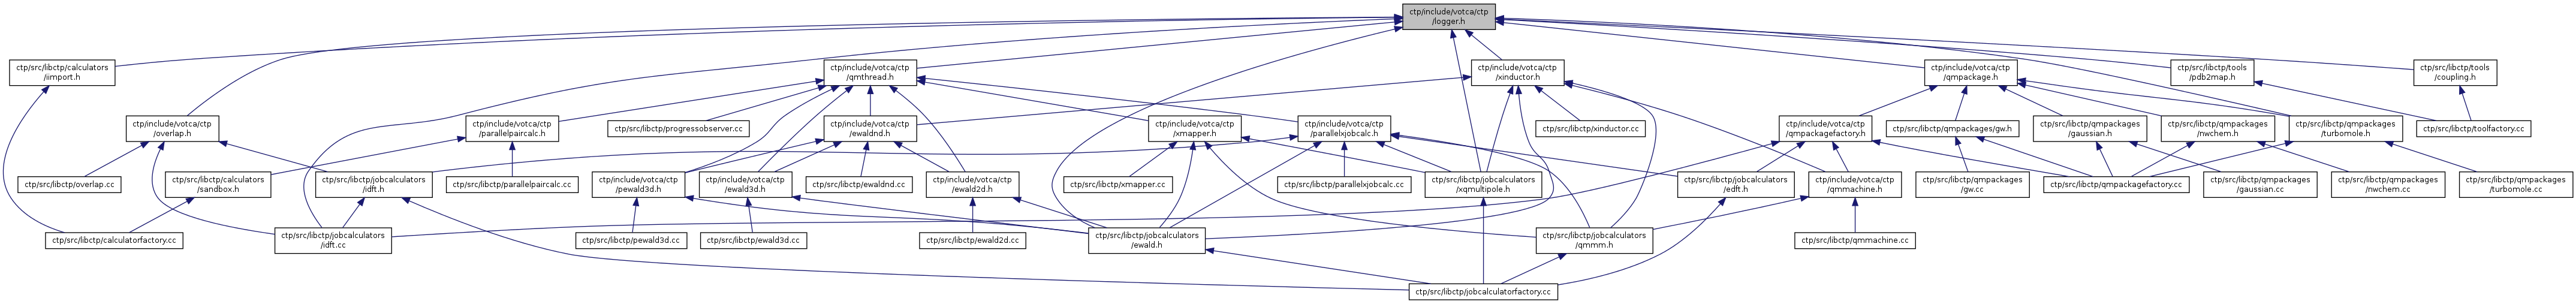 ctp/include/votca/ctp
/logger.h
ctp/src/libctp/calculators
/iimport.h
ctp/include/votca/ctp
/qmthread.h
ctp/include/votca/ctp
/xinductor.h
ctp/include/votca/ctp
/qmpackage.h
ctp/src/libctp/tools
/pdb2map.h
ctp/src/libctp/tools
/coupling.h
ctp/include/votca/ctp
/overlap.h
ctp/include/votca/ctp
/parallelpaircalc.h
ctp/src/libctp/progressobserver.cc
ctp/include/votca/ctp
/ewaldnd.h
ctp/include/votca/ctp
/xmapper.h
ctp/include/votca/ctp
/parallelxjobcalc.h
ctp/src/libctp/xinductor.cc
ctp/include/votca/ctp
/qmpackagefactory.h
ctp/src/libctp/qmpackages/gw.h
ctp/src/libctp/qmpackages
/gaussian.h
ctp/src/libctp/qmpackages
/nwchem.h
ctp/src/libctp/qmpackages
/turbomole.h
ctp/src/libctp/toolfactory.cc
ctp/src/libctp/overlap.cc
ctp/src/libctp/calculators
/sandbox.h
ctp/src/libctp/jobcalculators
/idft.h
ctp/src/libctp/parallelpaircalc.cc
ctp/include/votca/ctp
/pewald3d.h
ctp/include/votca/ctp
/ewald3d.h
ctp/src/libctp/ewaldnd.cc
ctp/include/votca/ctp
/ewald2d.h
ctp/src/libctp/xmapper.cc
ctp/src/libctp/parallelxjobcalc.cc
ctp/src/libctp/jobcalculators
/xqmultipole.h
ctp/src/libctp/jobcalculators
/edft.h
ctp/include/votca/ctp
/qmmachine.h
ctp/src/libctp/qmpackages
/gw.cc
ctp/src/libctp/qmpackagefactory.cc
ctp/src/libctp/qmpackages
/gaussian.cc
ctp/src/libctp/qmpackages
/nwchem.cc
ctp/src/libctp/qmpackages
/turbomole.cc
ctp/src/libctp/calculatorfactory.cc
ctp/src/libctp/jobcalculators
/idft.cc
ctp/src/libctp/pewald3d.cc
ctp/src/libctp/ewald3d.cc
ctp/src/libctp/ewald2d.cc
ctp/src/libctp/jobcalculators
/ewald.h
ctp/src/libctp/jobcalculators
/qmmm.h
ctp/src/libctp/qmmachine.cc
ctp/src/libctp/jobcalculatorfactory.cc